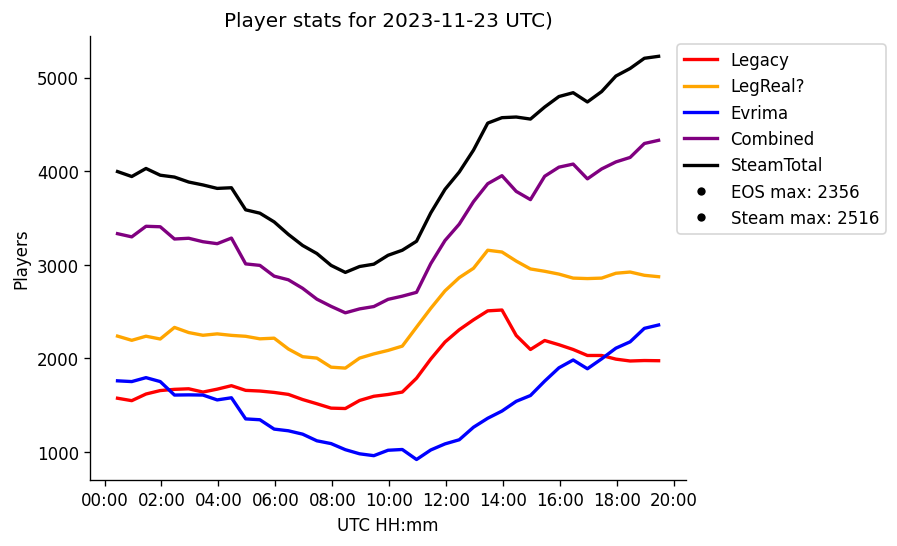 Player stats for 2023-11-23 UTC)
Legacy
LegReal?
Evrima
Combined
SteamTotal
EOS max: 2356
Steam max: 2516
Players
5000
4000
3000
2000
1000
00:00 02:00 04:00 06:00 08:00 10:00 12:00 14:00 16:00 18:00 20:00
UTC HH:mm